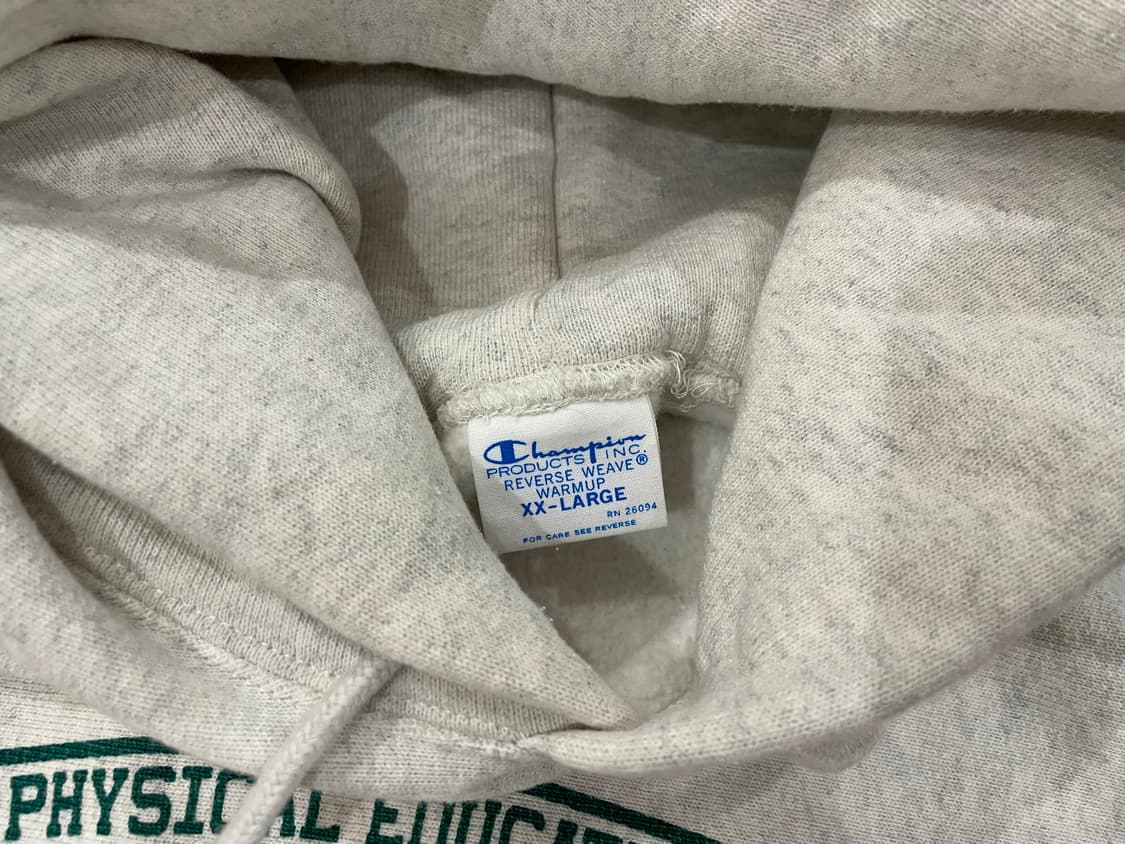 Champion
PRODUCTS INC.
REVERSE WEAVE®
WARMUP
XX-LARGE
RN 26094
FOR CARE SEE REVERSE
PHYSICAL